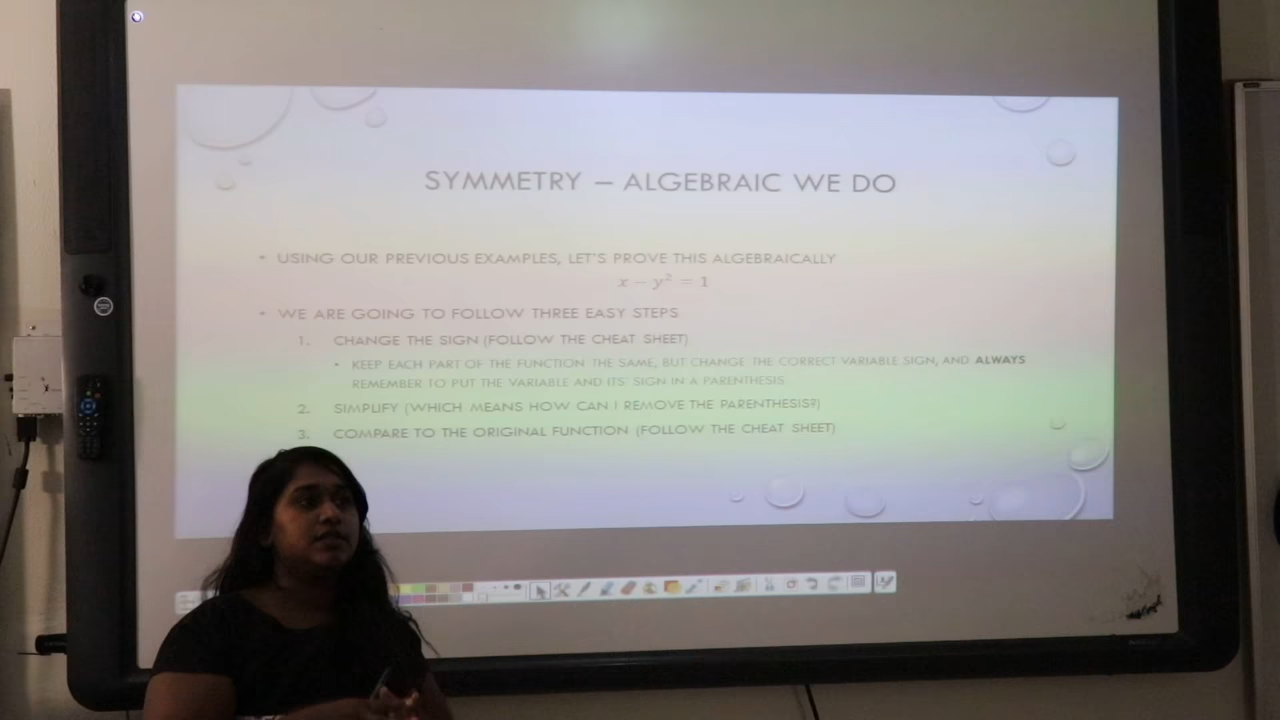 SYMMETRY – ALGEBRAIC WE DO
• USING OUR PREVIOUS EXAMPLES, LET'S PROVE THIS ALGEBRAICALLY
x − y² = 1
• WE ARE GOING TO FOLLOW THREE EASY STEPS
1. CHANGE THE SIGN (FOLLOW THE CHEAT SHEET)
• KEEP EACH PART OF THE FUNCTION THE SAME, BUT CHANGE THE CORRECT VARIABLE SIGN, AND ALWAYS
REMEMBER TO PUT THE VARIABLE AND ITS' SIGN IN A PARENTHESIS
2. SIMPLIFY (WHICH MEANS HOW CAN I REMOVE THE PARENTHESIS?)
3. COMPARE TO THE ORIGINAL FUNCTION (FOLLOW THE CHEAT SHEET)